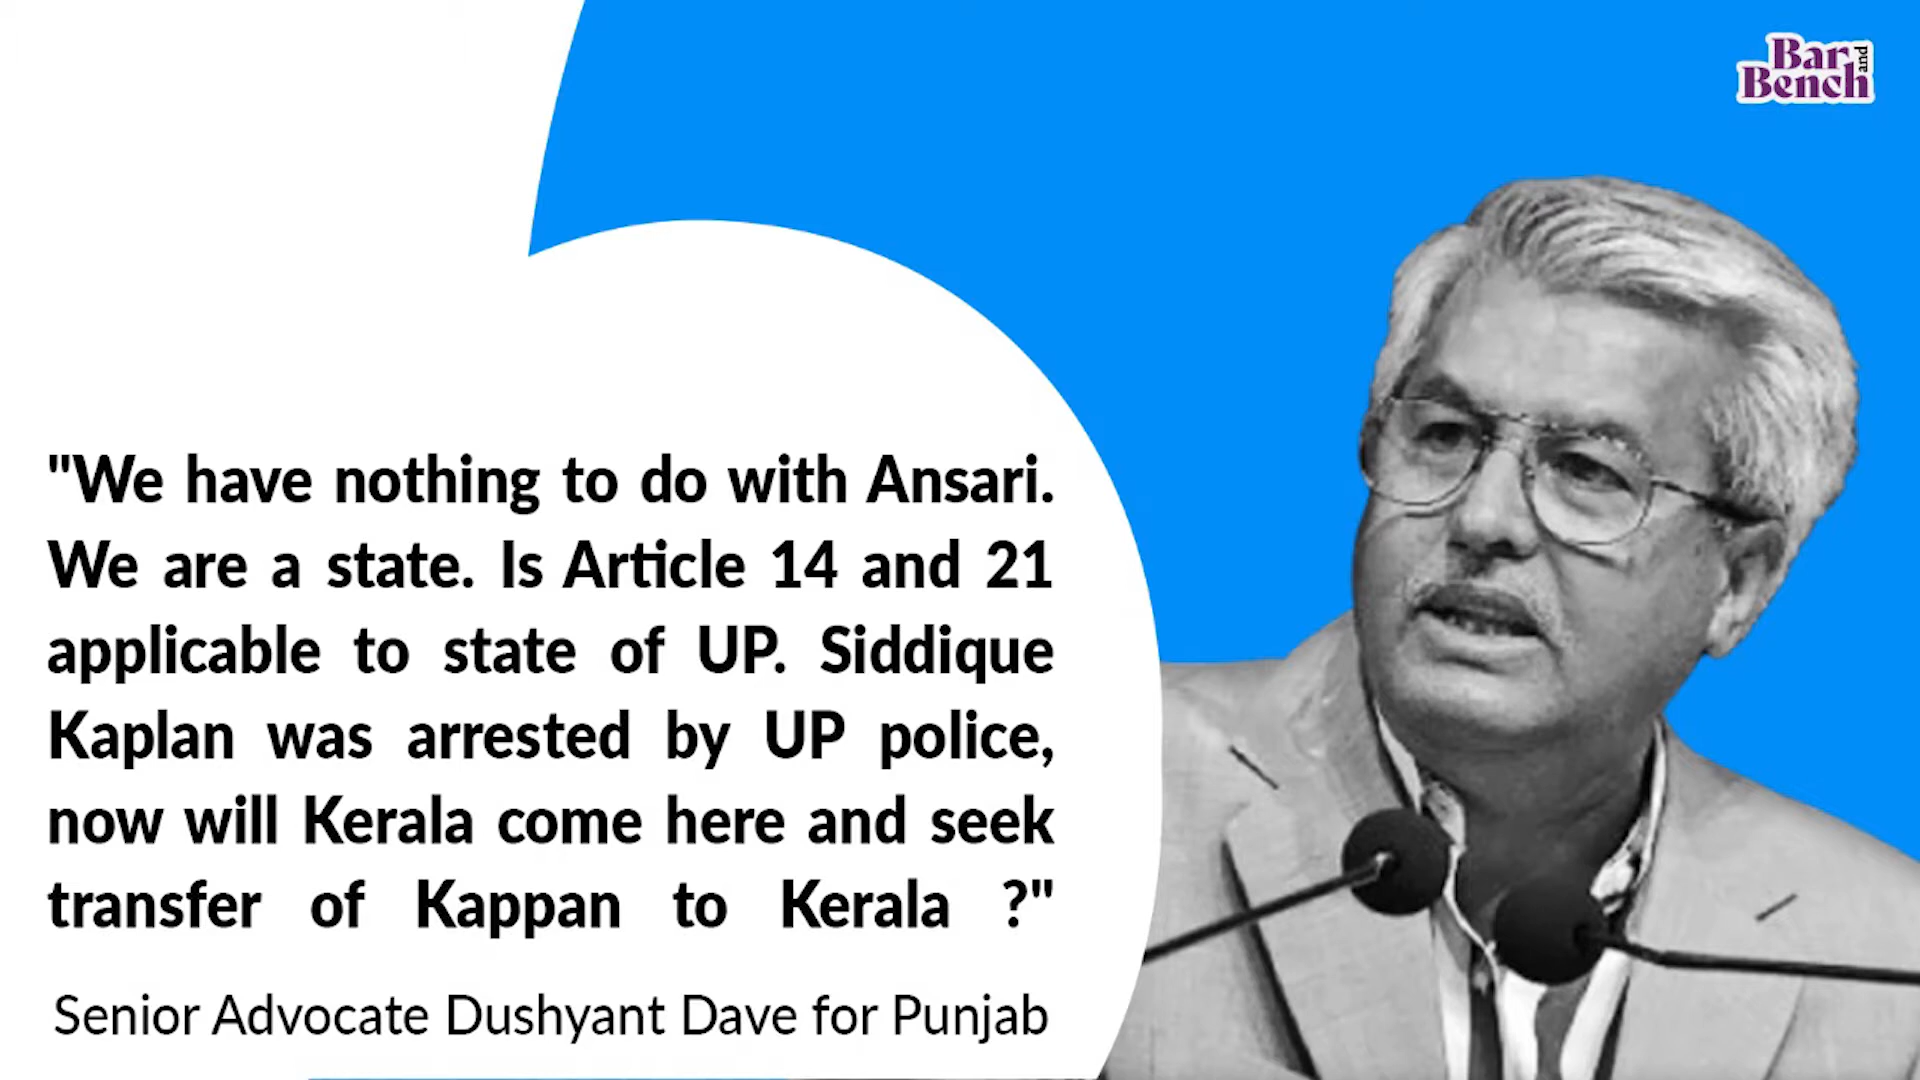 Bar and
Bench
"We have nothing to do with Ansari.
We are a state. Is Article 14 and 21
applicable to state of UP. Siddique
Kaplan was arrested by UP police,
now will Kerala come here and seek
transfer of Kappan to Kerala ?"
Senior Advocate Dushyant Dave for Punjab